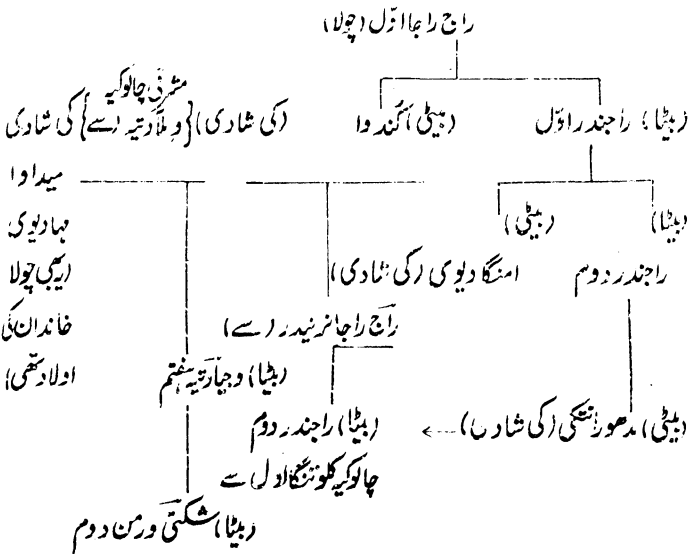 راج راجا اوّل (چولا)
مشرقی چالوکیہ
(بیٹا) راجندر اوّل (بیٹی) کُندوا (کی شادی) {وِملادتیہ (سے} کی شادی
میداوا
(بیٹا) (بیٹی) مہادیوی
راجندر دوم امنگا دیوی (کی شادی) (یہ بھی چولا
راج راجا نریندر (سے) خاندان کی
(بیٹا) وجیادتیہ ہفتم اولاد تھی)
(بیٹی) مدھورانتکی (کی شادی) ← (بیٹا) راجندر دوم
چالوکیہ کلوتنگا اول سے
(بیٹا) شکتی ورمن دوم